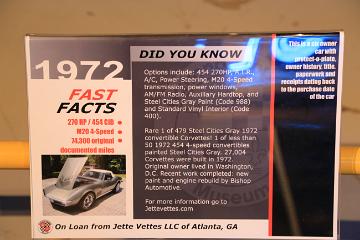 1972
FAST
FACTS
270 HP / 454 CID
M20 4-Speed
74,300 original
documented miles
DID YOU KNOW
Options include: 454 270HP, A.I.R.,
A/C, Power Steering, M20 4-Speed
transmission, power windows,
AM/FM Radio, Auxiliary Hardtop, and
Steel Cities Gray Paint (Code 988)
and Standard Vinyl Interior (Code
400).
Rare 1 of 479 Steel Cities Gray 1972
convertible Corvettes! 1 of less than
50 1972 454 4-speed convertibles
painted Steel Cities Gray. 27,004
Corvettes were built in 1972.
Original owner lived in Washington,
D.C. Recent work completed: new
paint and engine rebuild by Bishop
Automotive.
For more information go to
Jettevettes.com
This is a six owner
car with
protect-o-plate,
owner history, title,
paperwork and
receipts dating back
to the purchase date
of the car
On Loan from Jette Vettes LLC of Atlanta, GA